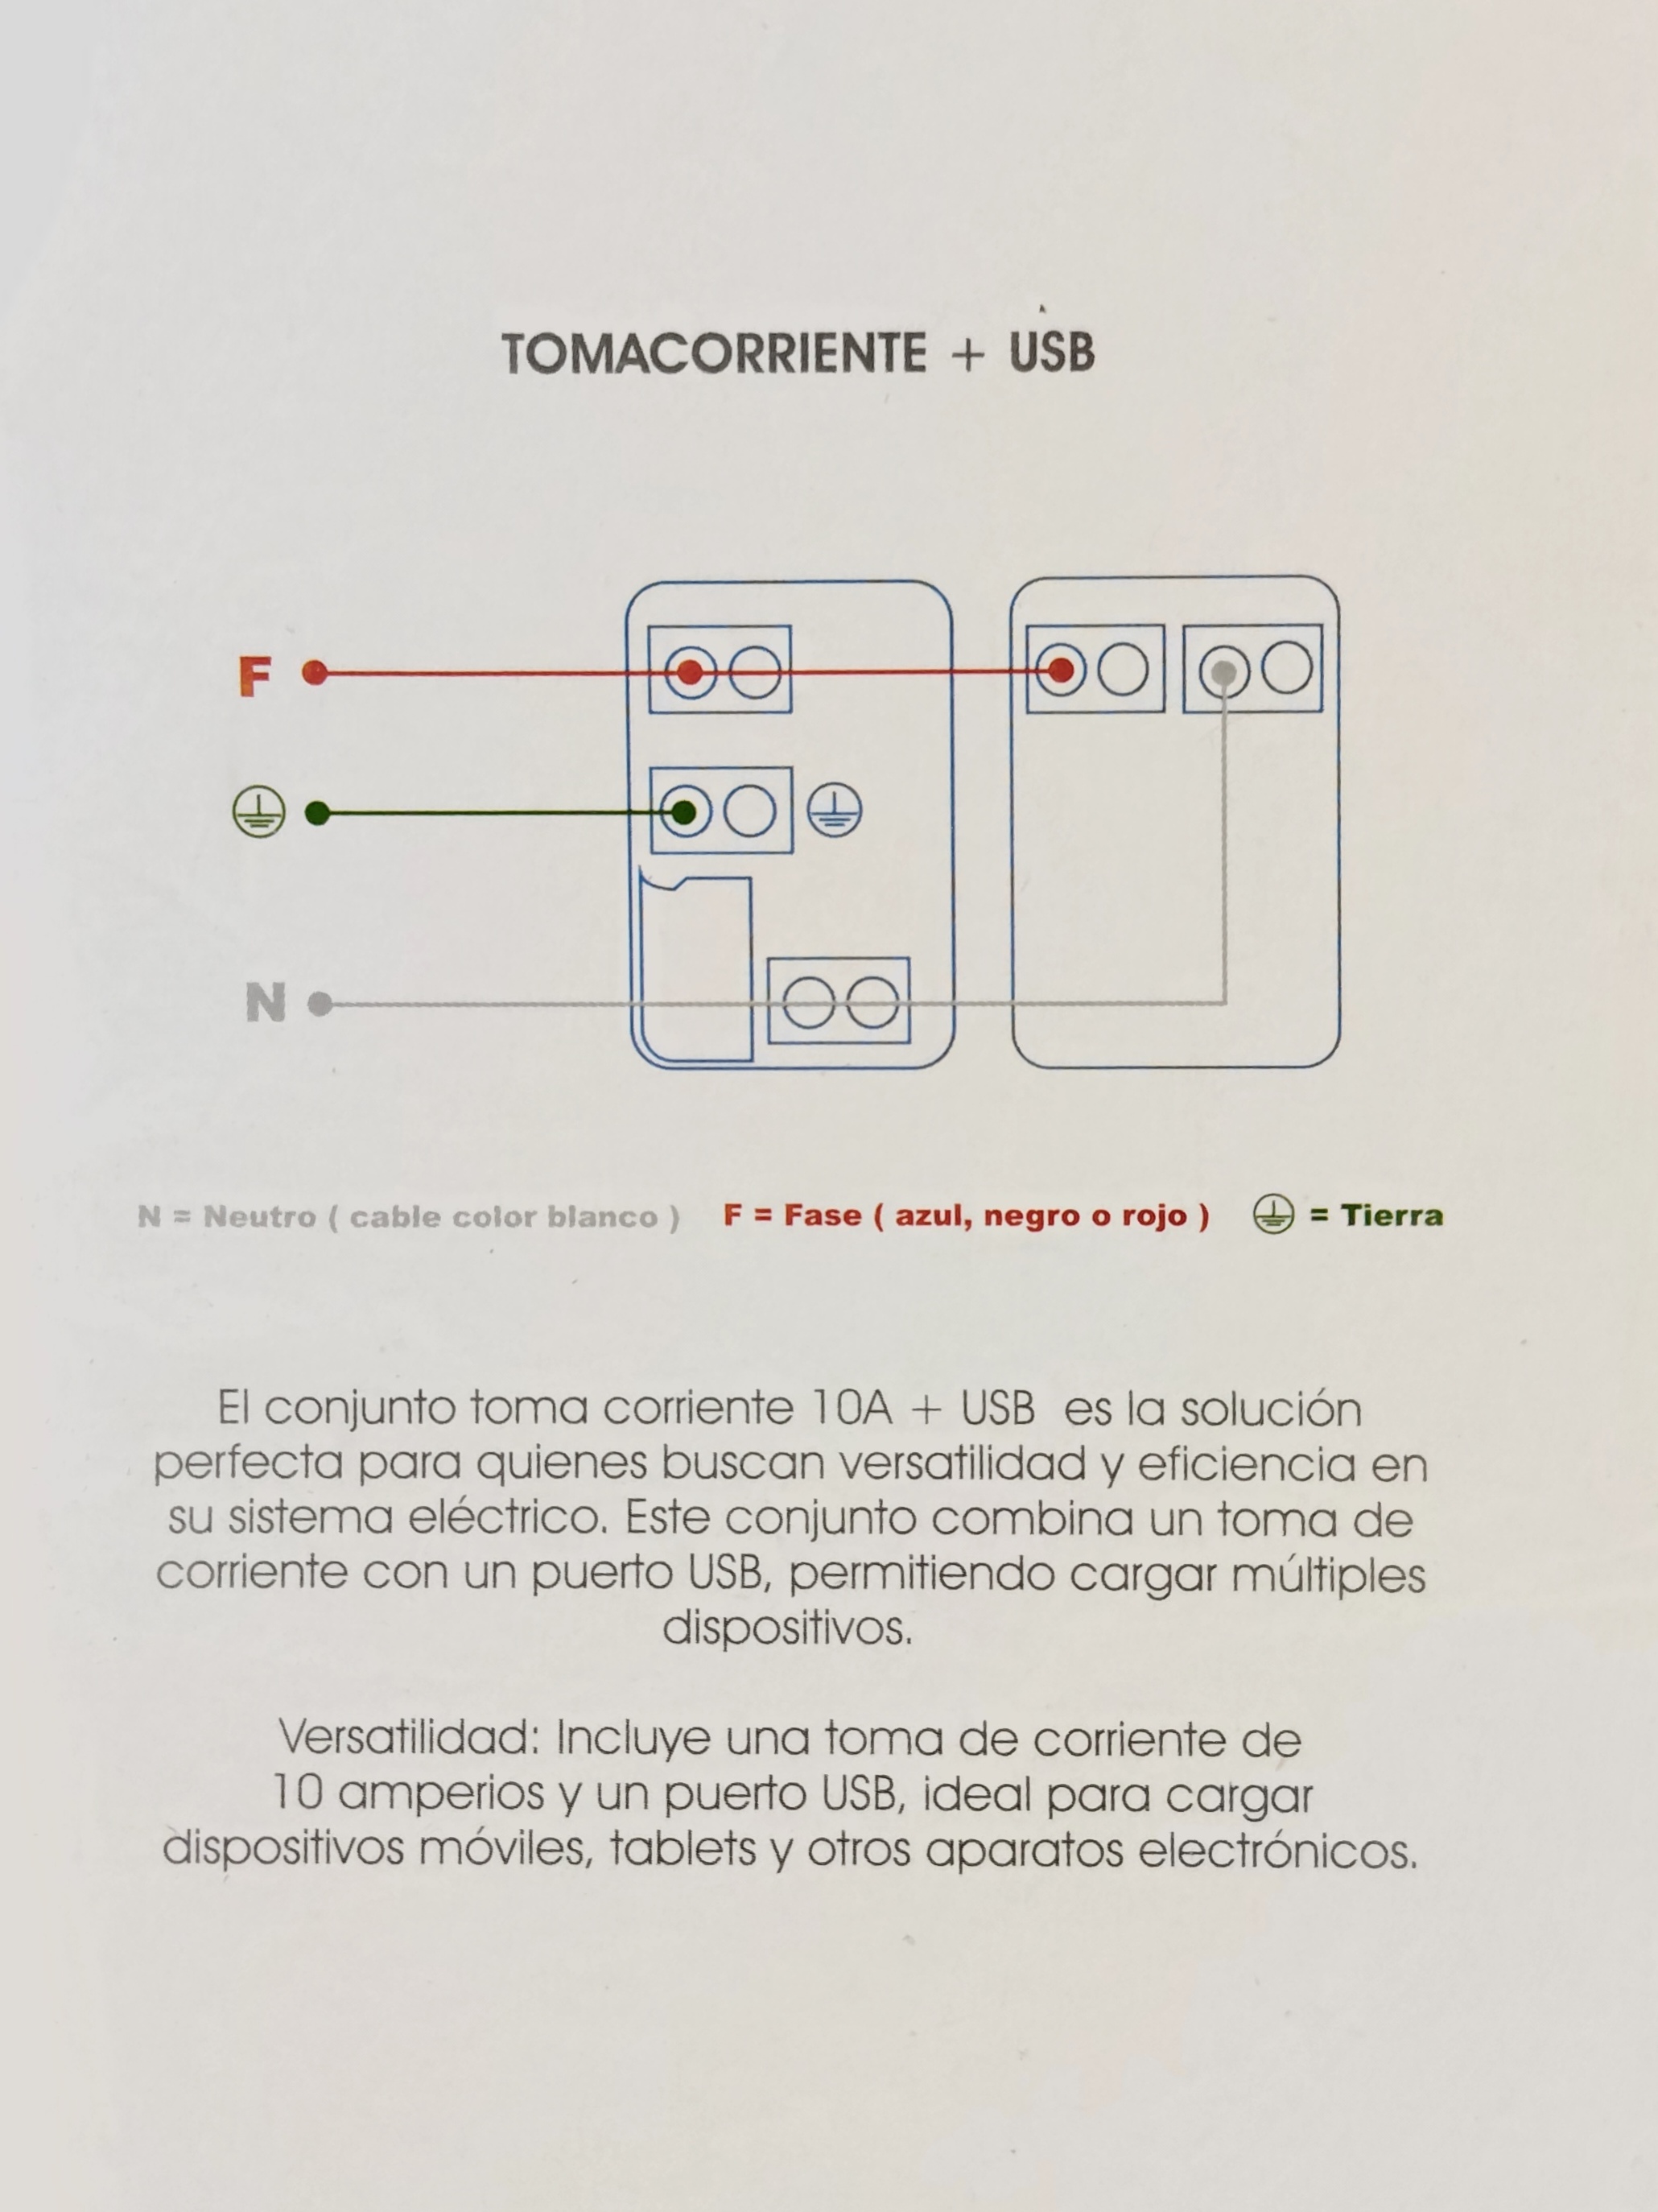 TOMACORRIENTE + USB
F
N
N = Neutro ( cable color blanco ) F = Fase ( azul, negro o rojo ) = Tierra
El conjunto toma corriente 10A + USB es la solución
perfecta para quienes buscan versatilidad y eficiencia en
su sistema eléctrico. Este conjunto combina un toma de
corriente con un puerto USB, permitiendo cargar múltiples
dispositivos.
Versatilidad: Incluye una toma de corriente de
10 amperios y un puerto USB, ideal para cargar
dispositivos móviles, tablets y otros aparatos electrónicos.